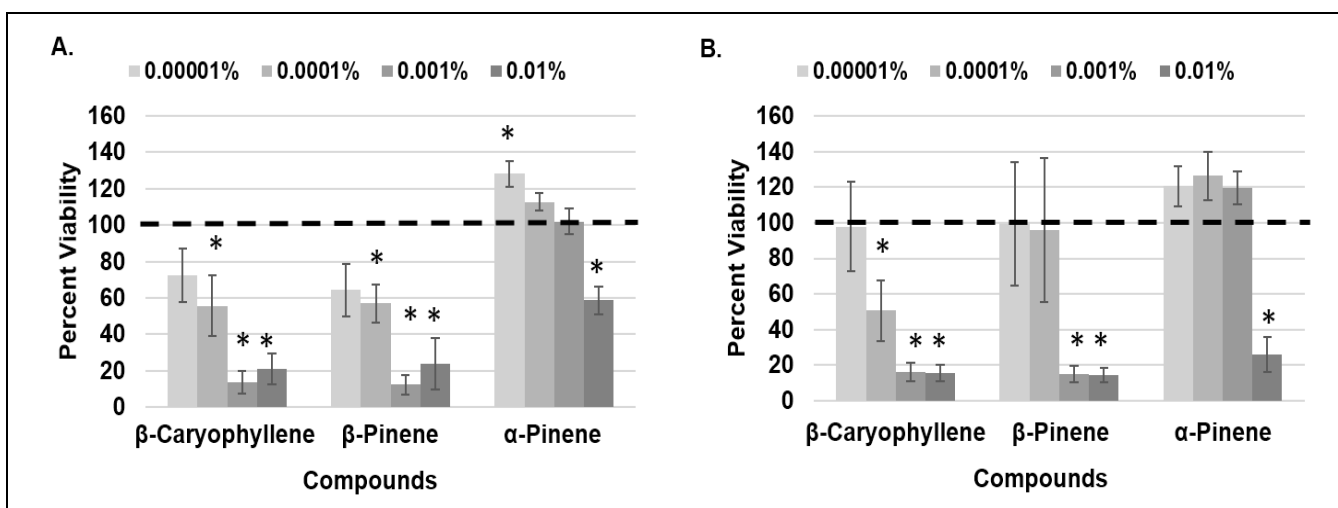 A.
0.00001% 0.0001% 0.001% 0.01%
160
140
120
100
80
60
40
20
0
Percent Viability
* * * * * * * * *
β-Caryophyllene β-Pinene α-Pinene
Compounds
B.
0.00001% 0.0001% 0.001% 0.01%
160
140
120
100
80
60
40
20
0
Percent Viability
* * * * * *
β-Caryophyllene β-Pinene α-Pinene
Compounds